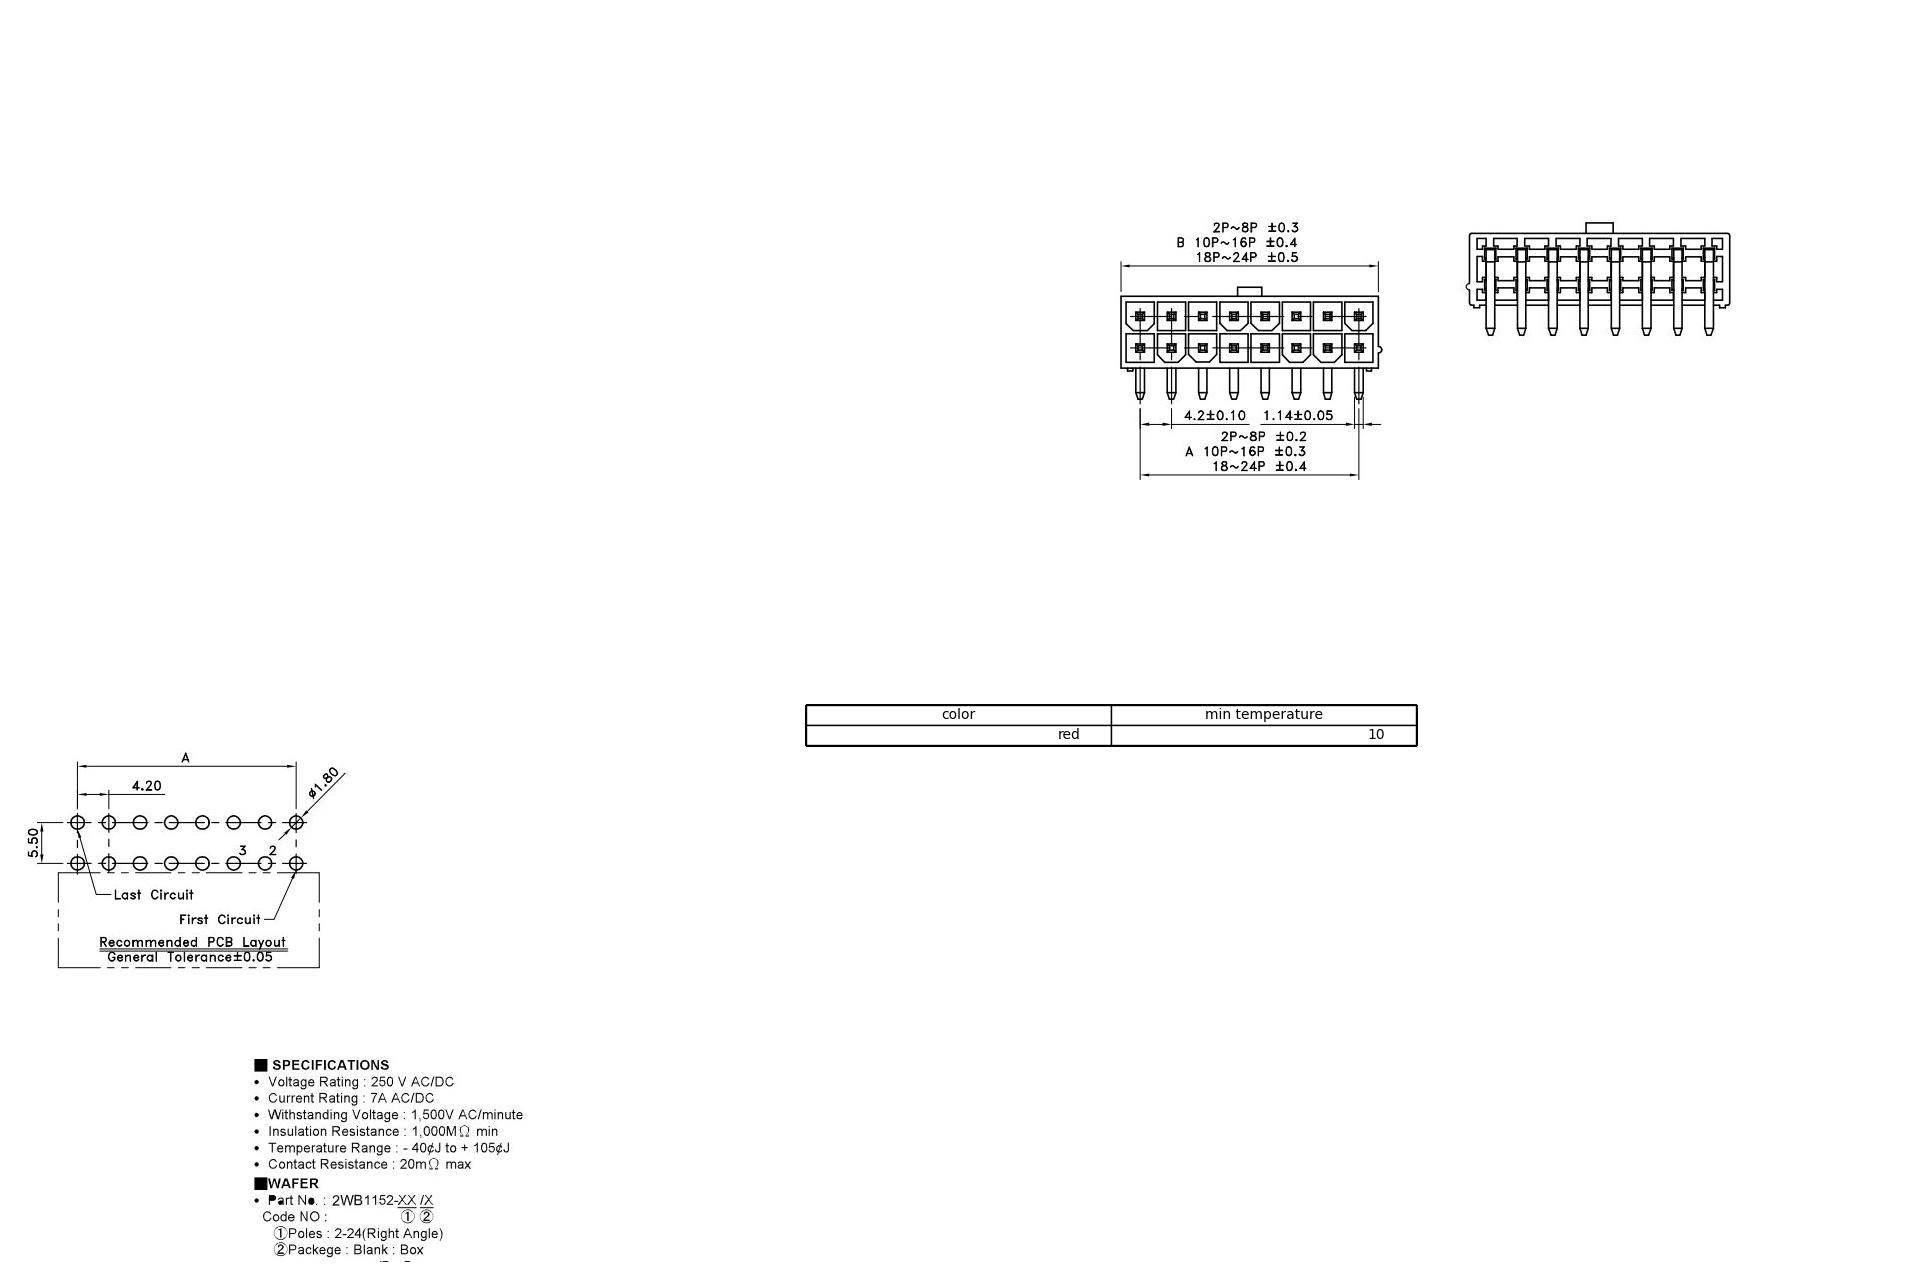 2P~8P ±0.3
B 10P~16P ±0.4
18P~24P ±0.5
4.2±0.10 1.14±0.05
2P~8P ±0.2
A 10P~16P ±0.3
18~24P ±0.4
color min temperature
red 10
A
4.20
ø1.80
5.50
3 2
Last Circuit
First Circuit
Recommended PCB Layout
General Tolerance±0.05
■ SPECIFICATIONS
• Voltage Rating : 250 V AC/DC
• Current Rating : 7A AC/DC
• Withstanding Voltage : 1,500V AC/minute
• Insulation Resistance : 1,000MΩ min
• Temperature Range : - 40¢J to + 105¢J
• Contact Resistance : 20mΩ max
■WAFER
• Part No. : 2WB1152-XX /X
Code NO : ① ②
①Poles : 2-24(Right Angle)
②Packege : Blank : Box